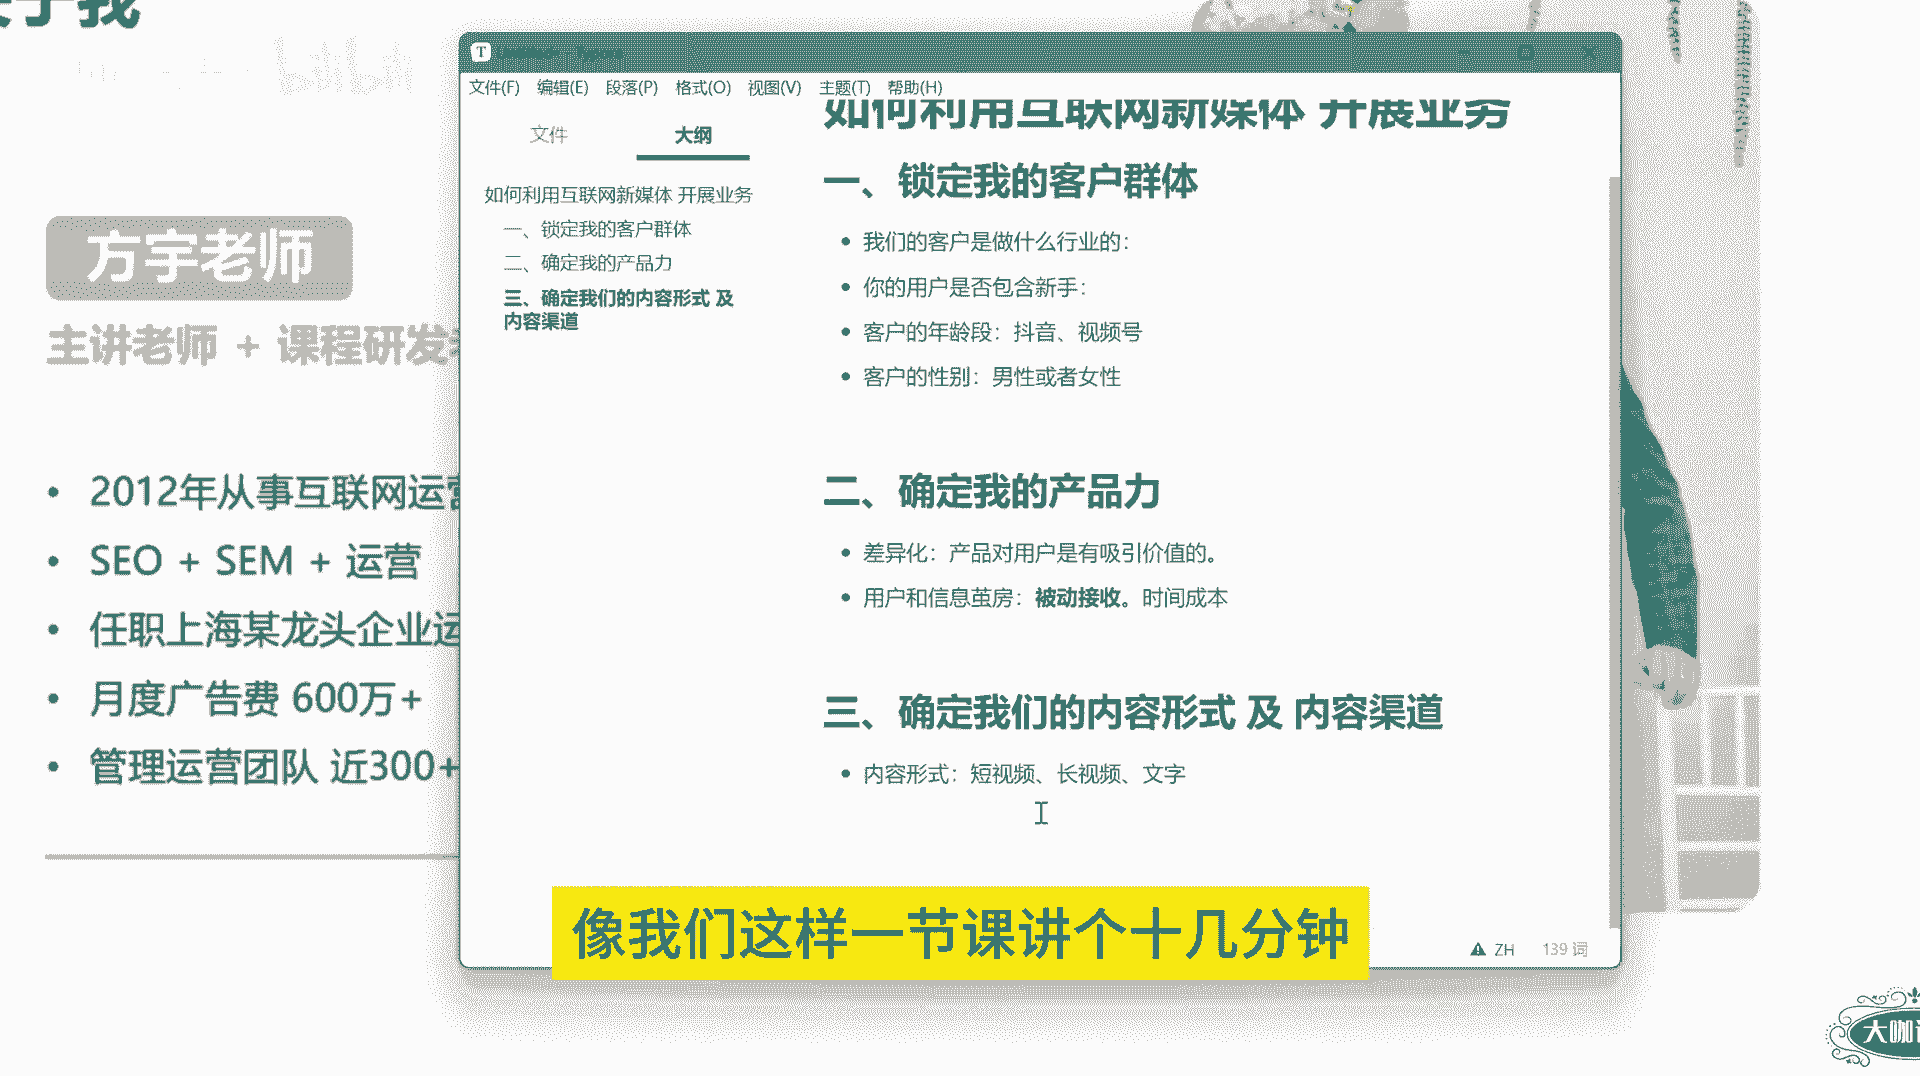 bilibili
方宇老师
主讲老师 + 课程研发
• 2012年从事互联网运营
• SEO + SEM + 运营
• 任职上海某龙头企业运
• 月度广告费 600万+
• 管理运营团队 近300+
文件(F) 编辑(E) 段落(P) 格式(O) 视图(V) 主题(T) 帮助(H)
文件 大纲
如何利用互联网新媒体 开展业务
一、锁定我的客户群体
二、确定我的产品力
三、确定我们的内容形式 及
内容渠道
如何利用互联网新媒体 开展业务
一、锁定我的客户群体
• 我们的客户是做什么行业的：
• 你的用户是否包含新手：
• 客户的年龄段：抖音、视频号
• 客户的性别：男性或者女性
二、确定我的产品力
• 差异化：产品对用户是有吸引价值的。
• 用户和信息茧房：被动接收。时间成本
三、确定我们的内容形式 及 内容渠道
• 内容形式：短视频、长视频、文字
ZH 139 词
像我们这样一节课讲个十几分钟
大咖